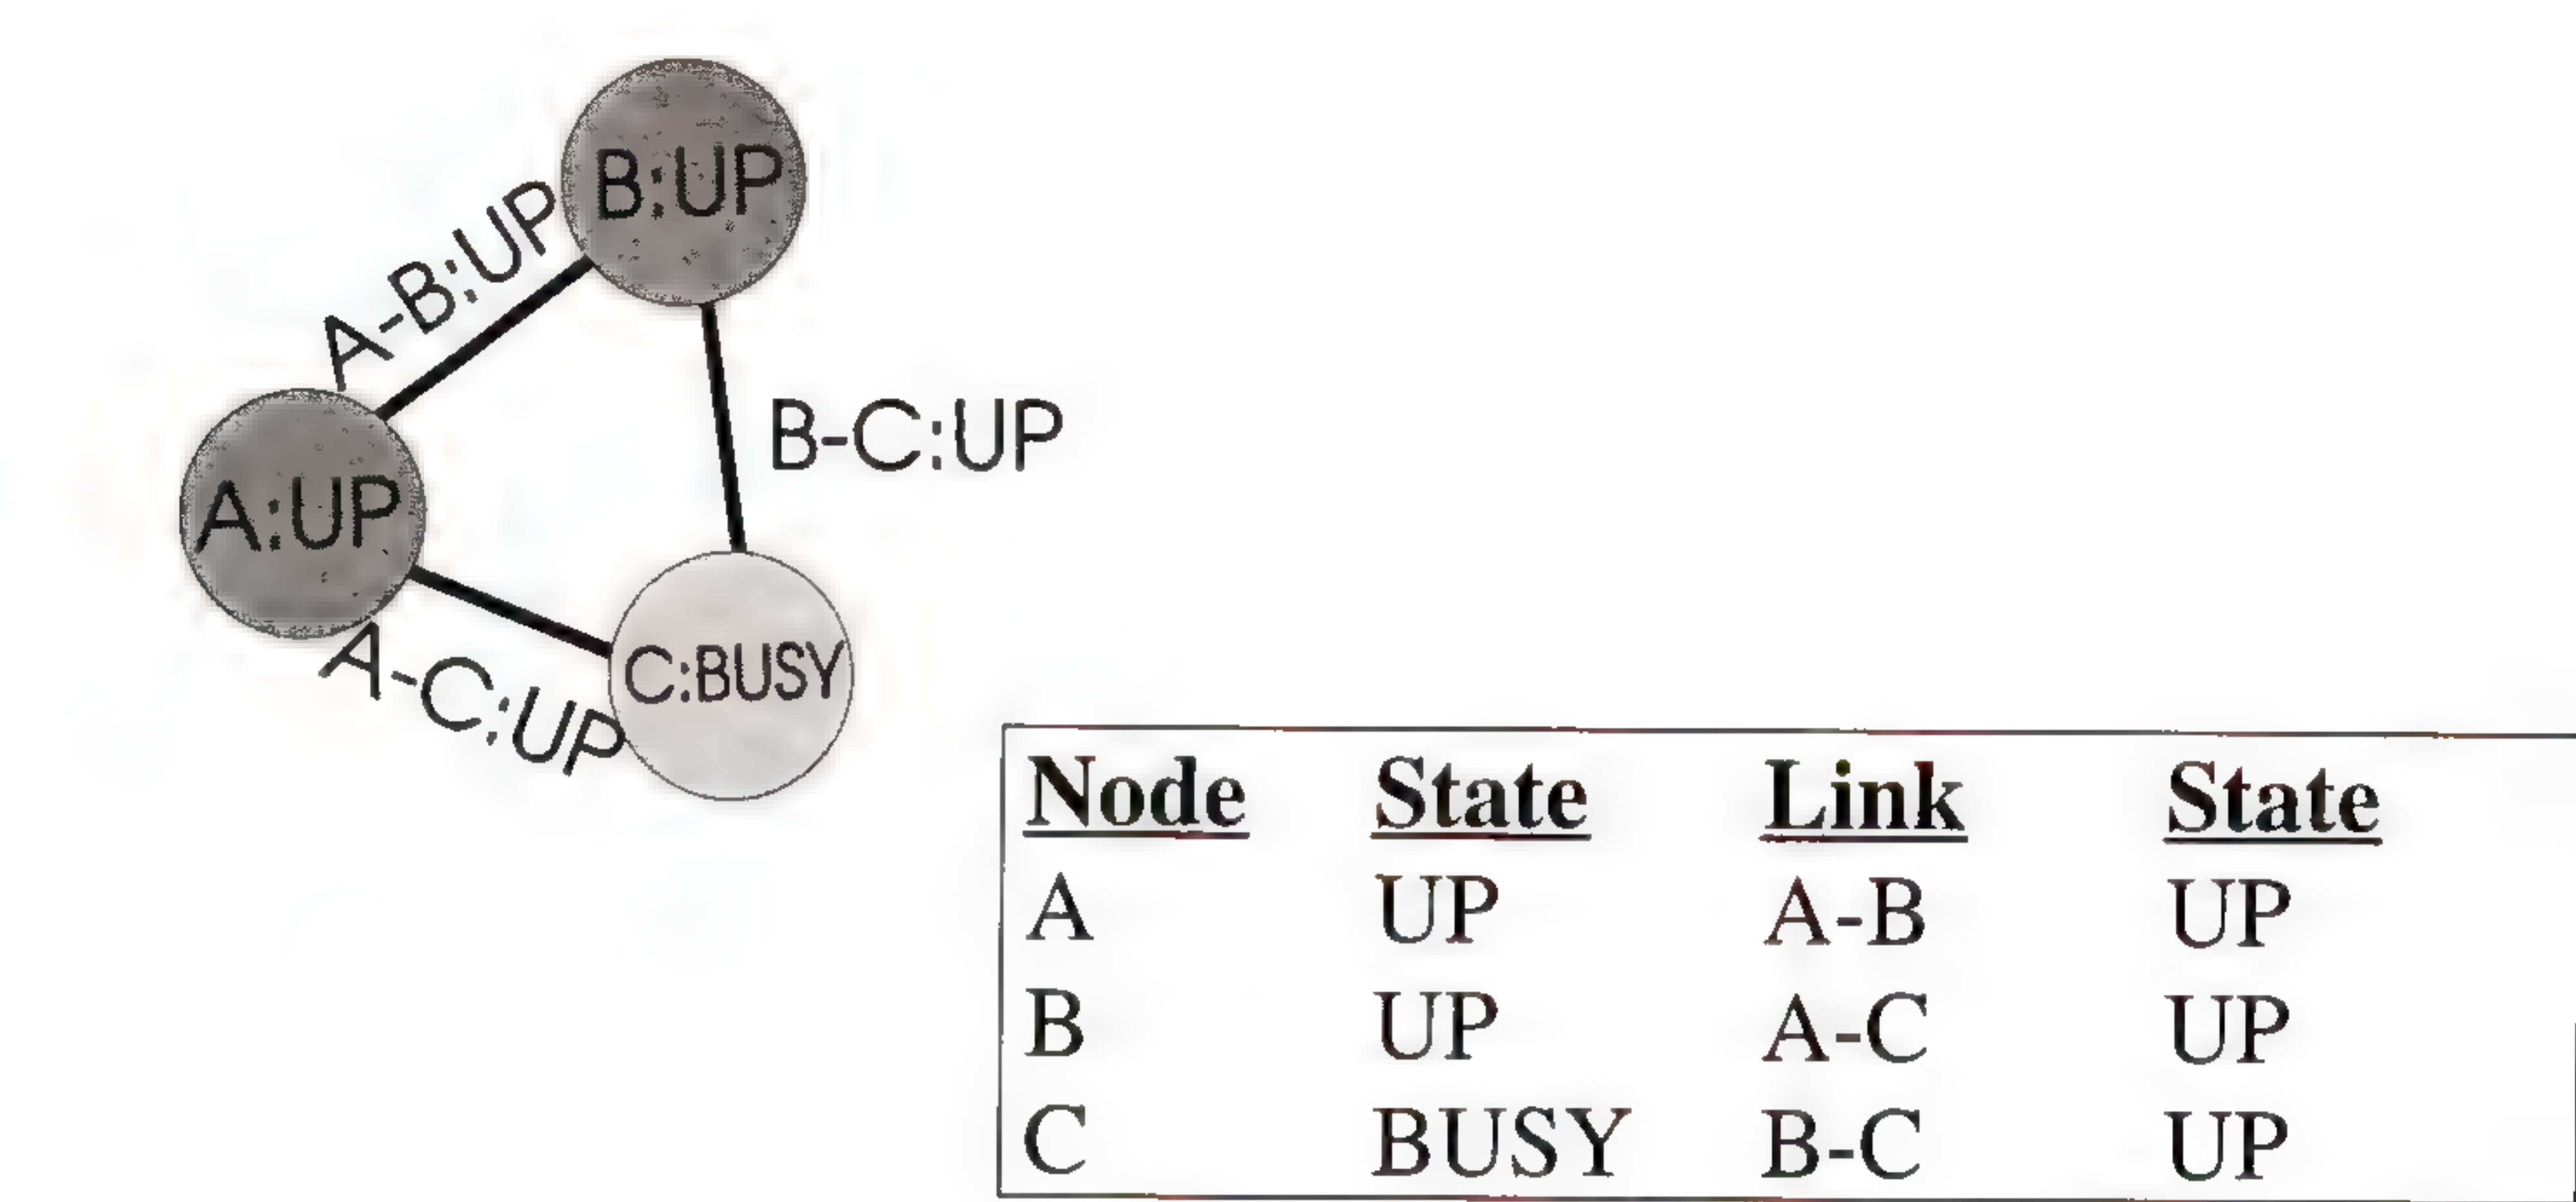 B:UP
A-B:UP
B-C:UP
A:UP
C:BUSY
A-C:UP
Node State Link State
A UP A-B UP
B UP A-C UP
C BUSY B-C UP